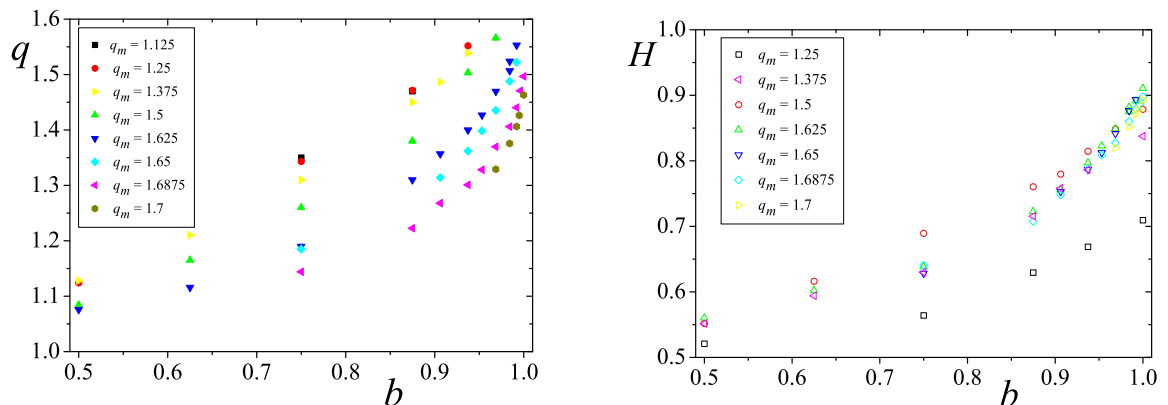 1.6
1.5
1.4
1.3
1.2
1.1
1.0
q
q_m = 1.125
q_m = 1.25
q_m = 1.375
q_m = 1.5
q_m = 1.625
q_m = 1.65
q_m = 1.6875
q_m = 1.7
0.5 0.6 0.7 0.8 0.9 1.0
b
1.0
0.9
0.8
0.7
0.6
0.5
H
q_m = 1.25
q_m = 1.375
q_m = 1.5
q_m = 1.625
q_m = 1.65
q_m = 1.6875
q_m = 1.7
0.5 0.6 0.7 0.8 0.9 1.0
b